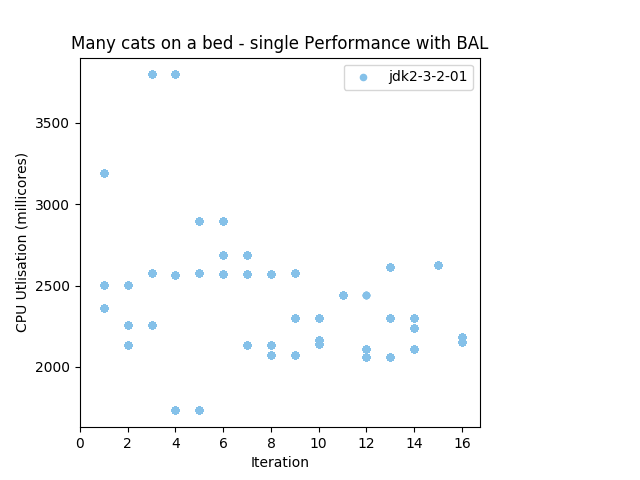 Many cats on a bed - single Performance with BAL
jdk2-3-2-01
3500
3000
2500
2000
CPU Utlisation (millicores)
0 2 4 6 8 10 12 14 16
Iteration